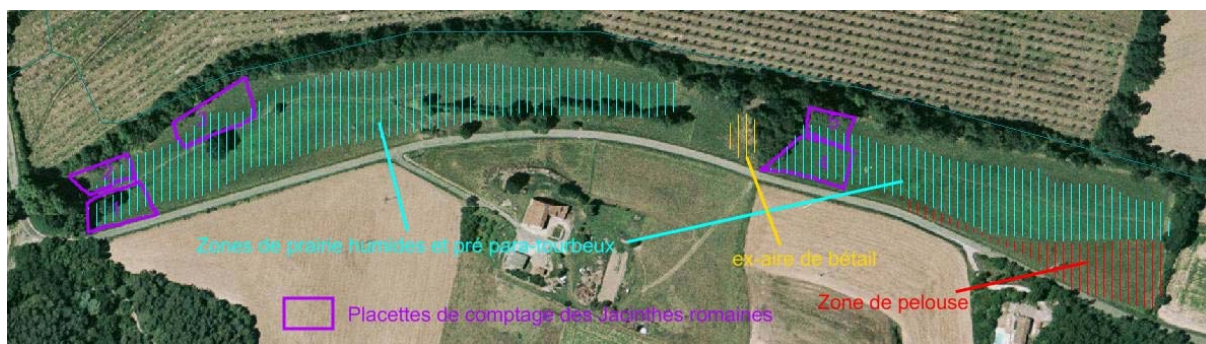 Zones de prairie humides et pré para-tourbeux
ex-aire de bétail
Zone de pelouse
Placettes de comptage des Jacinthes romaines